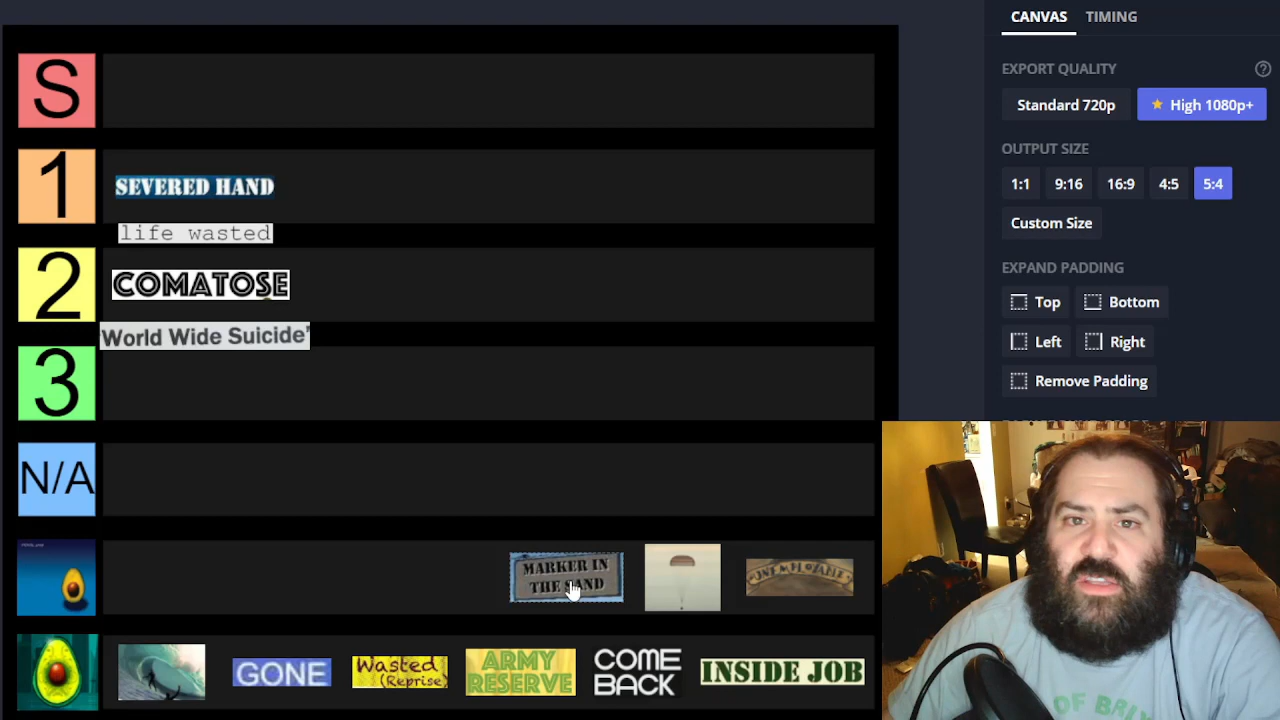 CANVAS
TIMING
EXPORT QUALITY
Standard 720p
High 1080p+
OUTPUT SIZE
1:1
9:16
16:9
4:5
5:4
Custom Size
EXPAND PADDING
Top
Bottom
Left
Right
Remove Padding
S
1
SEVERED HAND
life wasted
2
COMATOSE
World Wide Suicide'
3
N/A
MARKER IN
THE SAND
GONE
Wasted
(Reprise)
ARMY
RESERVE
COME
BACK
INSIDE JOB